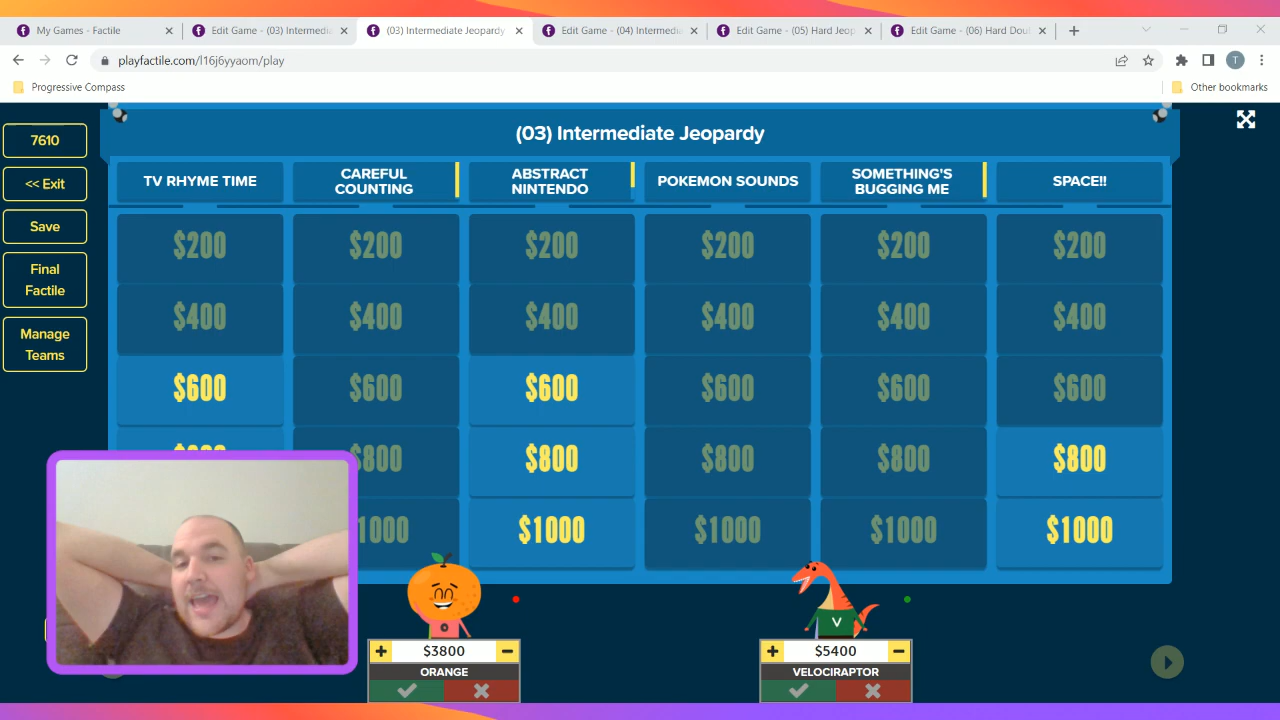 My Games - Factile
Edit Game - (03) Intermedia
(03) Intermediate Jeopardy
Edit Game - (04) Intermedia
Edit Game - (05) Hard Jeop
Edit Game - (06) Hard Dou
playfactile.com/l16j6yyaom/play
T
Progressive Compass
Other bookmarks
(03) Intermediate Jeopardy
7610
<< Exit
Save
Final
Factile
Manage
Teams
TV RHYME TIME
CAREFUL
COUNTING
ABSTRACT
NINTENDO
POKEMON SOUNDS
SOMETHING'S
BUGGING ME
SPACE!!
$200 $200 $200 $200 $200 $200
$400 $400 $400 $400 $400 $400
$600 $600 $600 $600 $600 $600
$800 $800 $800 $800 $800
1000 $1000 $1000 $1000 $1000
V
+ $3800 −
ORANGE
+ $5400 −
VELOCIRAPTOR